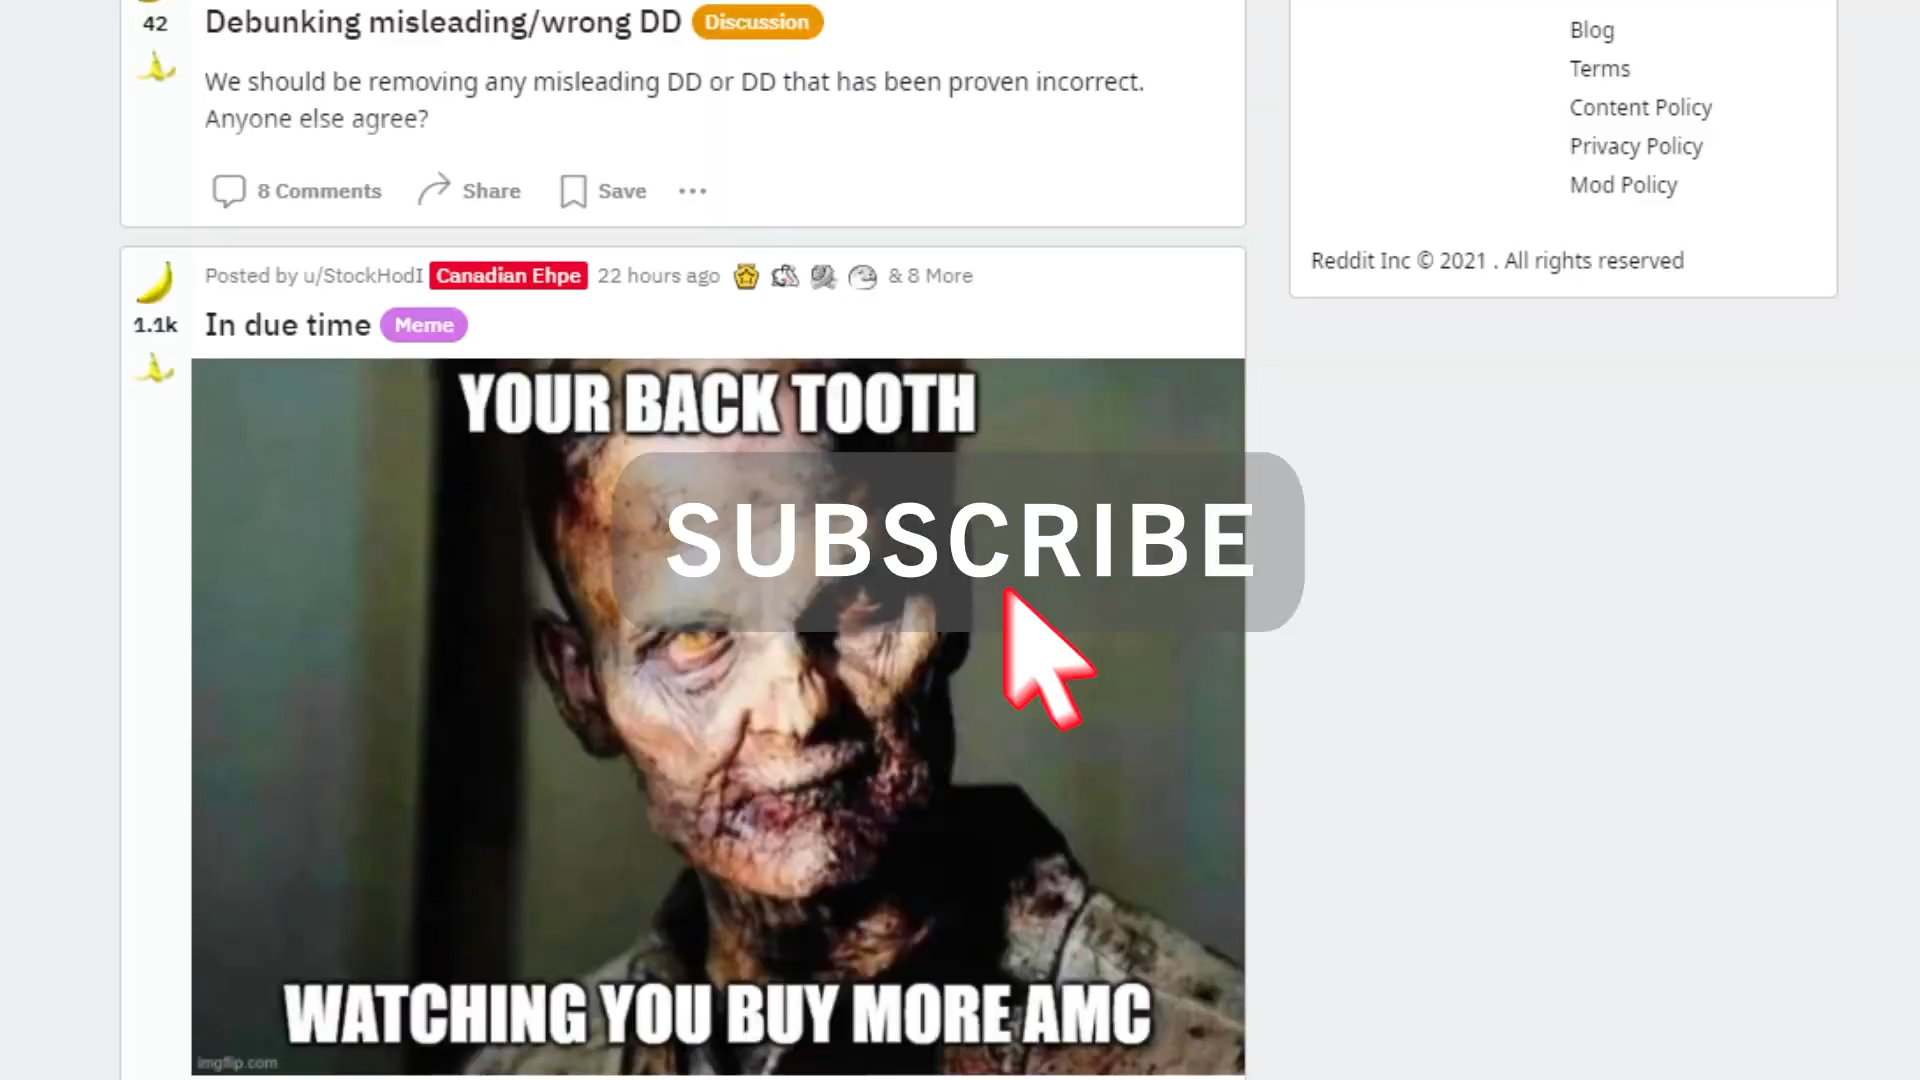 42
Debunking misleading/wrong DD Discussion
We should be removing any misleading DD or DD that has been proven incorrect.
Anyone else agree?
8 Comments Share Save
Posted by u/StockHodI Canadian Ehpe 22 hours ago & 8 More
1.1k
In due time Meme
YOUR BACK TOOTH
SUBSCRIBE
WATCHING YOU BUY MORE AMC
imgflip.com
Blog
Terms
Content Policy
Privacy Policy
Mod Policy
Reddit Inc © 2021 . All rights reserved